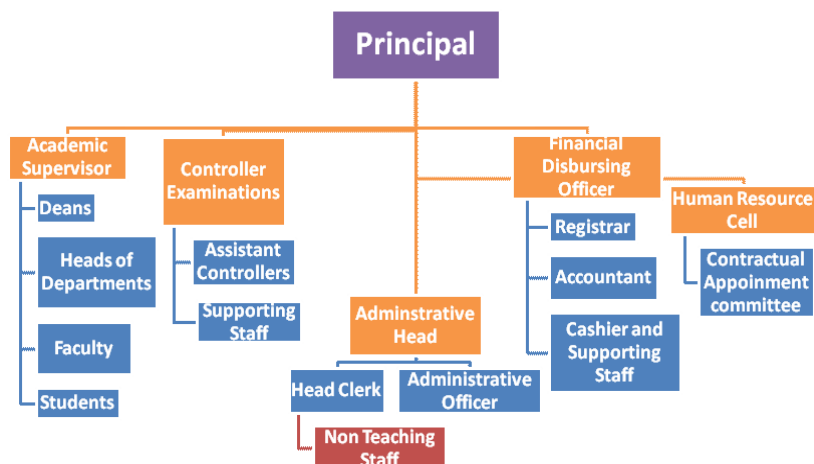 Principal
Academic
Supervisor
Deans
Heads of
Departments
Faculty
Students
Controller
Examinations
Assistant
Controllers
Supporting
Staff
Adminstrative
Head
Head Clerk
Administrative
Officer
Non Teaching
Staff
Financial
Disbursing
Officer
Registrar
Accountant
Cashier and
Supporting
Staff
Human Resource
Cell
Contractual
Appoinment
committee